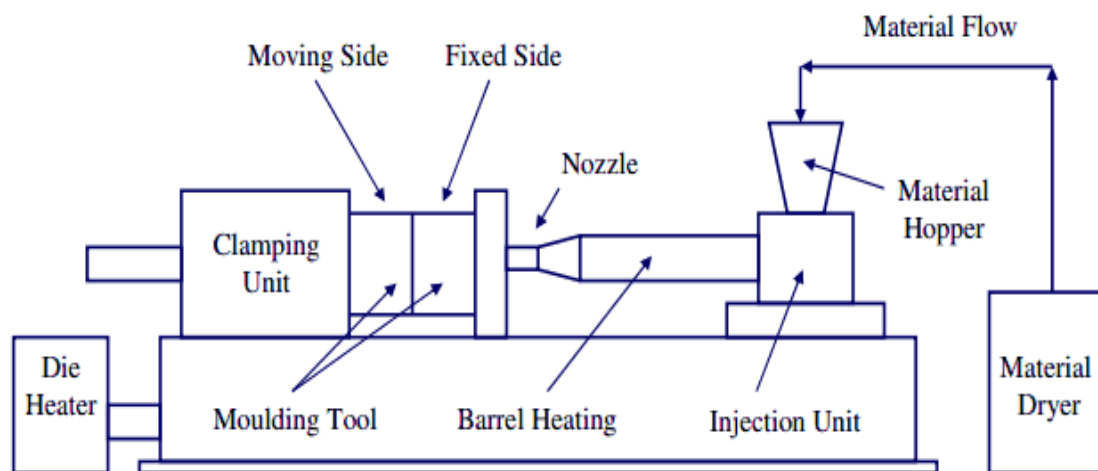 Material Flow
Moving Side
Fixed Side
Nozzle
Material
Hopper
Clamping
Unit
Die
Heater
Moulding Tool
Barrel Heating
Injection Unit
Material
Dryer